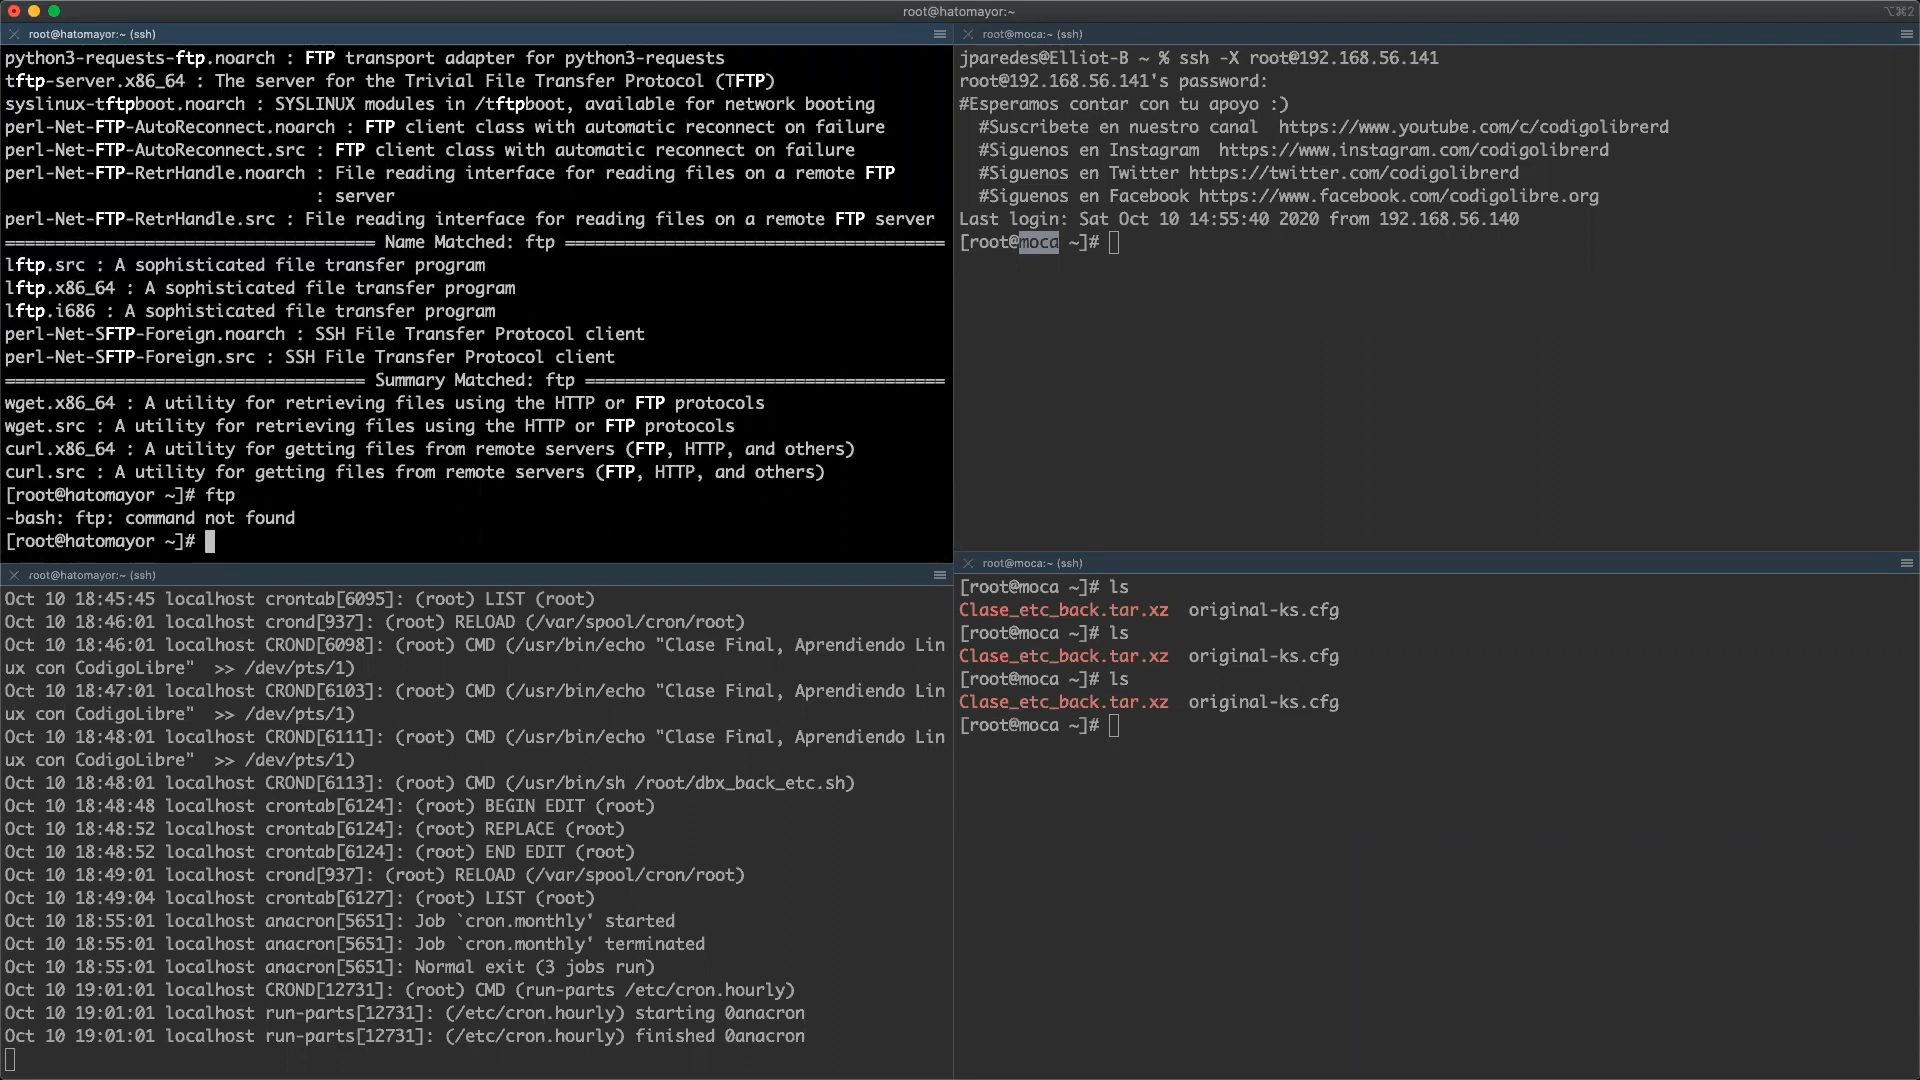 root@hatomayor:~
⌥⌘2
root@hatomayor:~ (ssh)
python3-requests-ftp.noarch : FTP transport adapter for python3-requests
tftp-server.x86_64 : The server for the Trivial File Transfer Protocol (TFTP)
syslinux-tftpboot.noarch : SYSLINUX modules in /tftpboot, available for network booting
perl-Net-FTP-AutoReconnect.noarch : FTP client class with automatic reconnect on failure
perl-Net-FTP-AutoReconnect.src : FTP client class with automatic reconnect on failure
perl-Net-FTP-RetrHandle.noarch : File reading interface for reading files on a remote FTP
: server
perl-Net-FTP-RetrHandle.src : File reading interface for reading files on a remote FTP server
===================================== Name Matched: ftp ======================================
lftp.src : A sophisticated file transfer program
lftp.x86_64 : A sophisticated file transfer program
lftp.i686 : A sophisticated file transfer program
perl-Net-SFTP-Foreign.noarch : SSH File Transfer Protocol client
perl-Net-SFTP-Foreign.src : SSH File Transfer Protocol client
==================================== Summary Matched: ftp ====================================
wget.x86_64 : A utility for retrieving files using the HTTP or FTP protocols
wget.src : A utility for retrieving files using the HTTP or FTP protocols
curl.x86_64 : A utility for getting files from remote servers (FTP, HTTP, and others)
curl.src : A utility for getting files from remote servers (FTP, HTTP, and others)
[root@hatomayor ~]# ftp
-bash: ftp: command not found
[root@hatomayor ~]#
root@moca:~ (ssh)
jparedes@Elliot-B ~ % ssh -X root@192.168.56.141
root@192.168.56.141's password:
#Esperamos contar con tu apoyo :)
#Suscribete en nuestro canal  https://www.youtube.com/c/codigolibrerd
#Siguenos en Instagram  https://www.instagram.com/codigolibrerd
#Siguenos en Twitter https://twitter.com/codigolibrerd
#Siguenos en Facebook https://www.facebook.com/codigolibre.org
Last login: Sat Oct 10 14:55:40 2020 from 192.168.56.140
[root@moca ~]#
root@hatomayor:~ (ssh)
Oct 10 18:45:45 localhost crontab[6095]: (root) LIST (root)
Oct 10 18:46:01 localhost crond[937]: (root) RELOAD (/var/spool/cron/root)
Oct 10 18:46:01 localhost CROND[6098]: (root) CMD (/usr/bin/echo "Clase Final, Aprendiendo Lin
ux con CodigoLibre"  >> /dev/pts/1)
Oct 10 18:47:01 localhost CROND[6103]: (root) CMD (/usr/bin/echo "Clase Final, Aprendiendo Lin
ux con CodigoLibre"  >> /dev/pts/1)
Oct 10 18:48:01 localhost CROND[6111]: (root) CMD (/usr/bin/echo "Clase Final, Aprendiendo Lin
ux con CodigoLibre"  >> /dev/pts/1)
Oct 10 18:48:01 localhost CROND[6113]: (root) CMD (/usr/bin/sh /root/dbx_back_etc.sh)
Oct 10 18:48:48 localhost crontab[6124]: (root) BEGIN EDIT (root)
Oct 10 18:48:52 localhost crontab[6124]: (root) REPLACE (root)
Oct 10 18:48:52 localhost crontab[6124]: (root) END EDIT (root)
Oct 10 18:49:01 localhost crond[937]: (root) RELOAD (/var/spool/cron/root)
Oct 10 18:49:04 localhost crontab[6127]: (root) LIST (root)
Oct 10 18:55:01 localhost anacron[5651]: Job `cron.monthly' started
Oct 10 18:55:01 localhost anacron[5651]: Job `cron.monthly' terminated
Oct 10 18:55:01 localhost anacron[5651]: Normal exit (3 jobs run)
Oct 10 19:01:01 localhost CROND[12731]: (root) CMD (run-parts /etc/cron.hourly)
Oct 10 19:01:01 localhost run-parts[12731]: (/etc/cron.hourly) starting 0anacron
Oct 10 19:01:01 localhost run-parts[12731]: (/etc/cron.hourly) finished 0anacron
root@moca:~ (ssh)
[root@moca ~]# ls
Clase_etc_back.tar.xz  original-ks.cfg
[root@moca ~]# ls
Clase_etc_back.tar.xz  original-ks.cfg
[root@moca ~]# ls
Clase_etc_back.tar.xz  original-ks.cfg
[root@moca ~]#